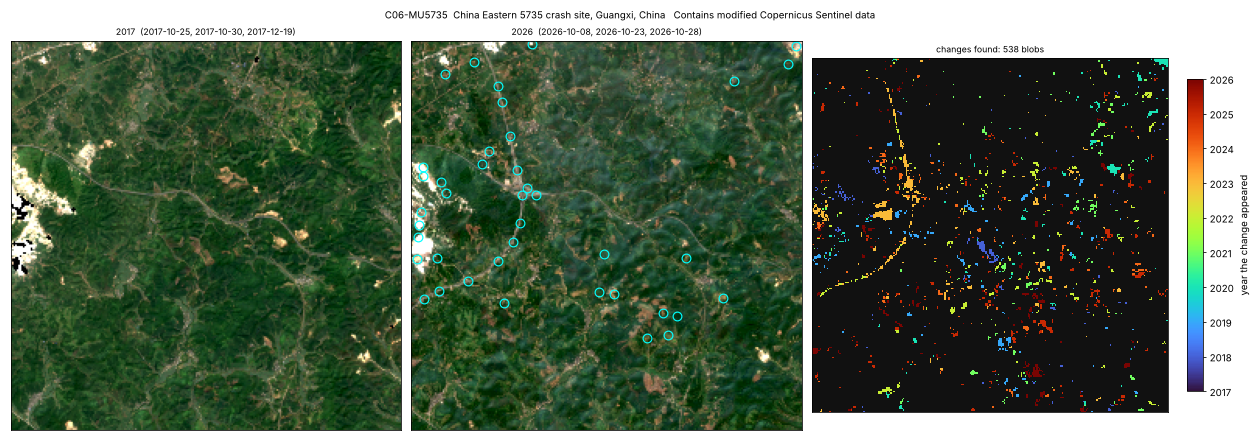 C06-MU5735  China Eastern 5735 crash site, Guangxi, China   Contains modified Copernicus Sentinel data
2017  (2017-10-25, 2017-10-30, 2017-12-19)
2026  (2026-10-08, 2026-10-23, 2026-10-28)
changes found: 538 blobs
2026
2025
2024
2023
2022
2021
2020
2019
2018
2017
year the change appeared